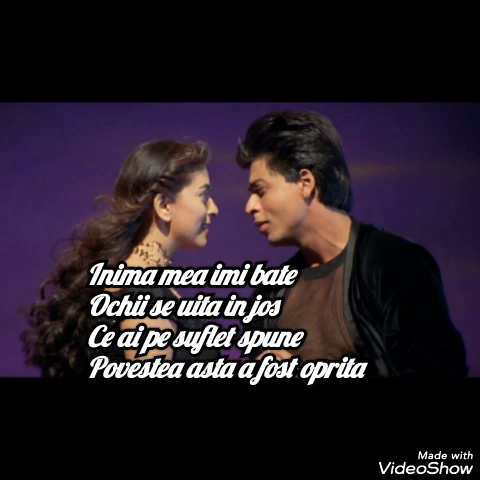 Inima mea imi bate
Ochii se uita in jos
Ce ai pe suflet spune
Povestea asta a fost oprita
Made with
VideoShow